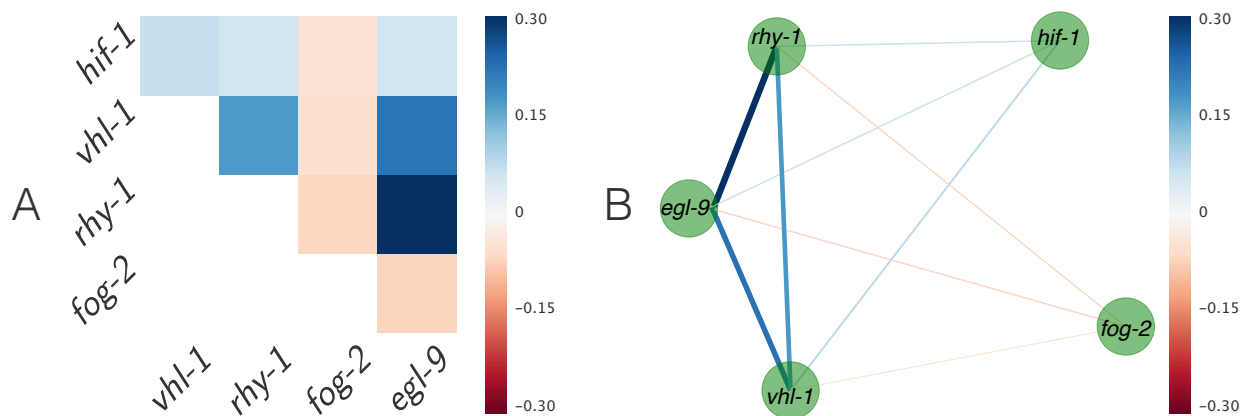 A
hif-1
vhl-1
rhy-1
fog-2
vhl-1
rhy-1
fog-2
egl-9
0.30
0.15
0
−0.15
−0.30
B
rhy-1
hif-1
egl-9
fog-2
vhl-1
0.30
0.15
0
−0.15
−0.30